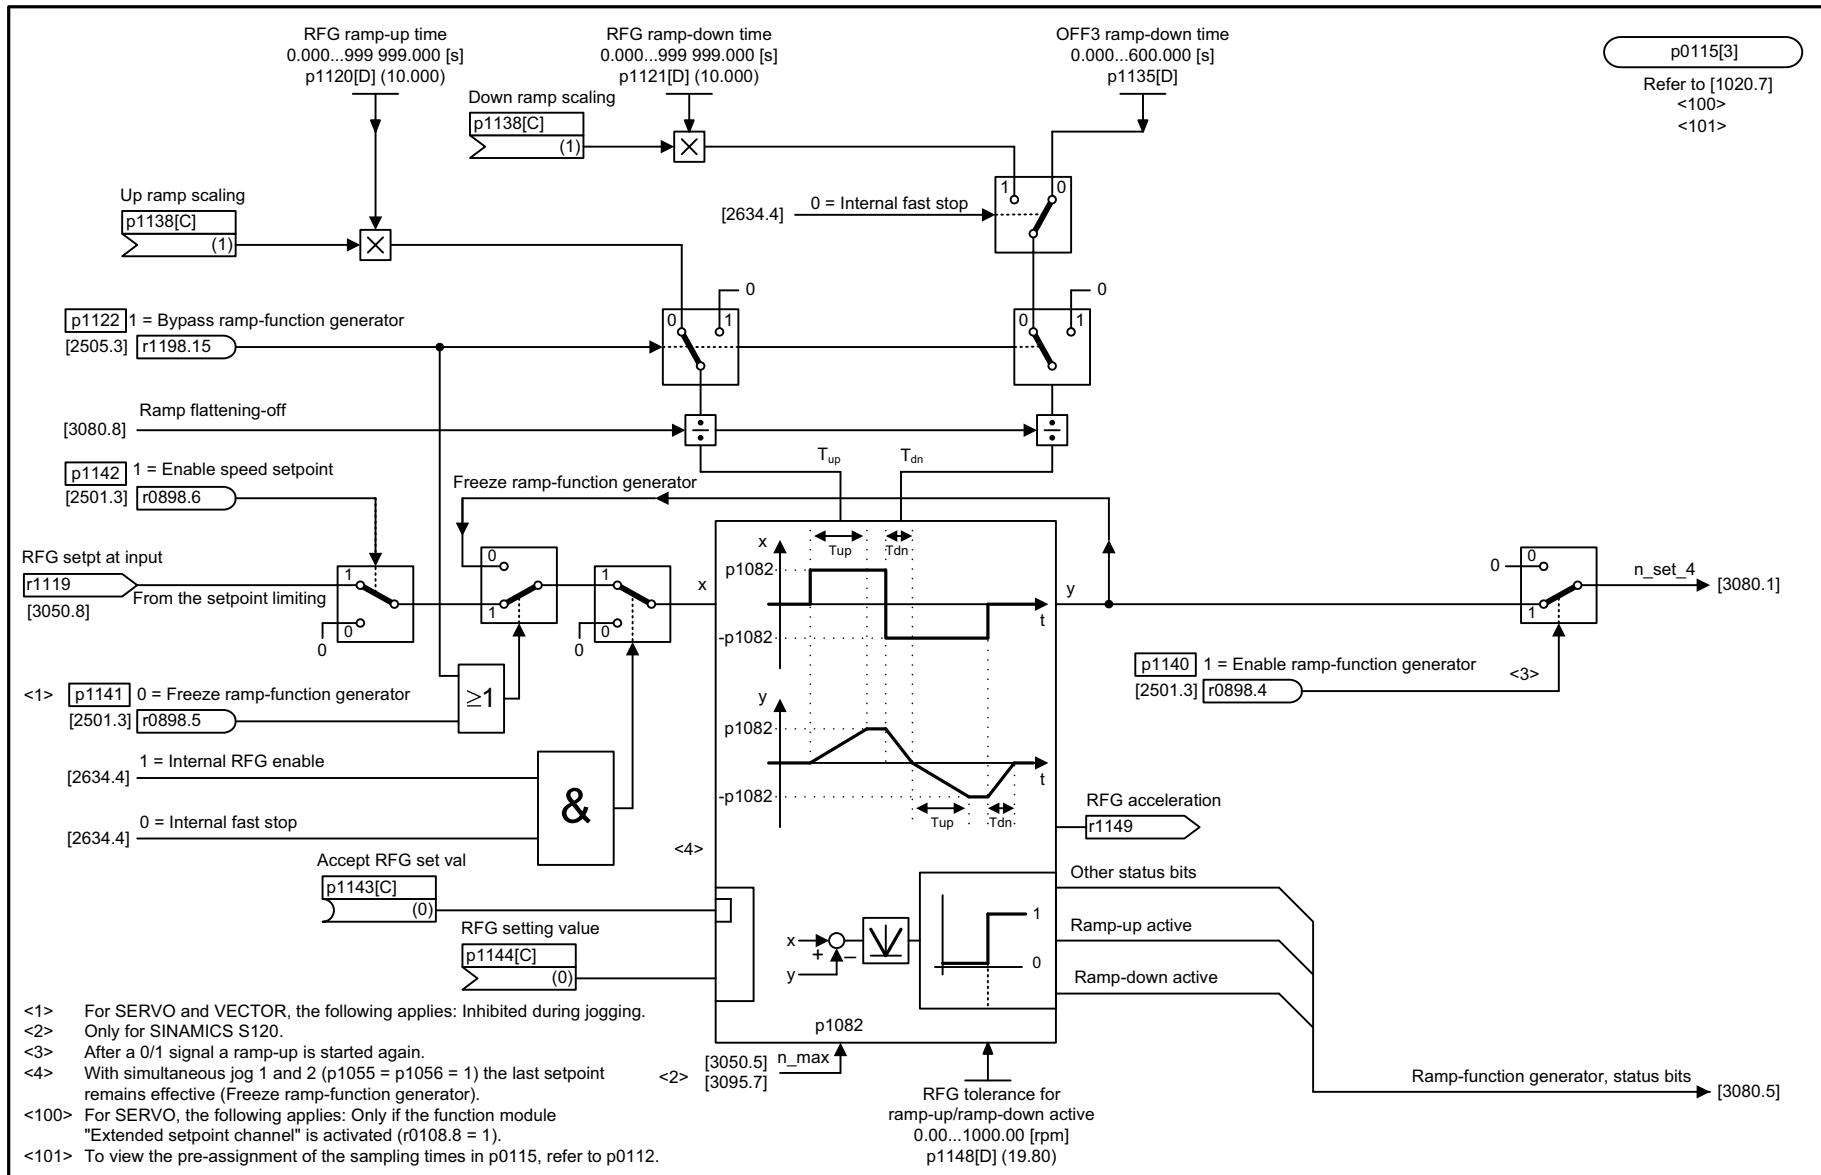 RFG ramp-up time
0.000...999 999.000 [s]
p1120[D] (10.000)
RFG ramp-down time
0.000...999 999.000 [s]
p1121[D] (10.000)
OFF3 ramp-down time
0.000...600.000 [s]
p1135[D]
p0115[3]
Refer to [1020.7]
<100>
<101>
Down ramp scaling
p1138[C]
(1)
Up ramp scaling
p1138[C]
(1)
1 0
[2634.4] 0 = Internal fast stop
0
0 1
0
0 1
p1122 1 = Bypass ramp-function generator
[2505.3] r1198.15
Ramp flattening-off
[3080.8]
÷
÷
Tup
Tdn
p1142 1 = Enable speed setpoint
[2501.3] r0898.6
Freeze ramp-function generator
RFG setpt at input
r1119
From the setpoint limiting
[3050.8]
1
0
0
0
1
1
0
0
x
y
0
0
1
n_set_4
[3080.1]
x
Tup
Tdn
p1082
-p1082
t
y
p1082
-p1082
t
Tup
Tdn
p1140 1 = Enable ramp-function generator
[2501.3] r0898.4
<3>
<1> p1141 0 = Freeze ramp-function generator
[2501.3] r0898.5
≥1
1 = Internal RFG enable
[2634.4]
0 = Internal fast stop
[2634.4]
&
<4>
Accept RFG set val
p1143[C]
(0)
RFG setting value
p1144[C]
(0)
RFG acceleration
r1149
Other status bits
Ramp-up active
Ramp-down active
x
+
–
y
1
0
p1082
<2>
[3050.5]
[3095.7]
n_max
RFG tolerance for
ramp-up/ramp-down active
0.00...1000.00 [rpm]
p1148[D] (19.80)
Ramp-function generator, status bits
[3080.5]
<1> For SERVO and VECTOR, the following applies: Inhibited during jogging.
<2> Only for SINAMICS S120.
<3> After a 0/1 signal a ramp-up is started again.
<4> With simultaneous jog 1 and 2 (p1055 = p1056 = 1) the last setpoint
remains effective (Freeze ramp-function generator).
<100> For SERVO, the following applies: Only if the function module
"Extended setpoint channel" is activated (r0108.8 = 1).
<101> To view the pre-assignment of the sampling times in p0115, refer to p0112.